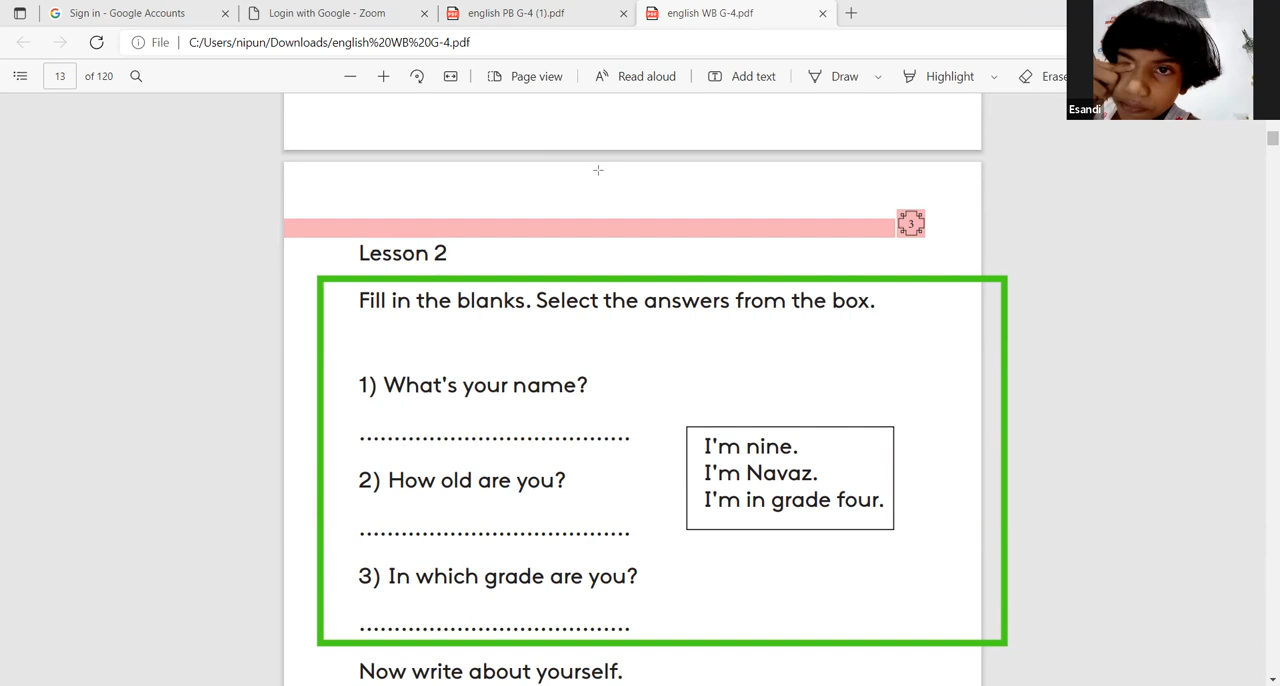 Sign in - Google Accounts
Login with Google - Zoom
english PB G-4 (1).pdf
english WB G-4.pdf
File
C:/Users/nipun/Downloads/english%20WB%20G-4.pdf
13 of 120
Page view
Read aloud
Add text
Draw
Highlight
Erase
Esandi
3
Lesson 2
Fill in the blanks. Select the answers from the box.
1) What's your name?
.......................................
2) How old are you?
.......................................
3) In which grade are you?
.......................................
I'm nine.
I'm Navaz.
I'm in grade four.
Now write about yourself.